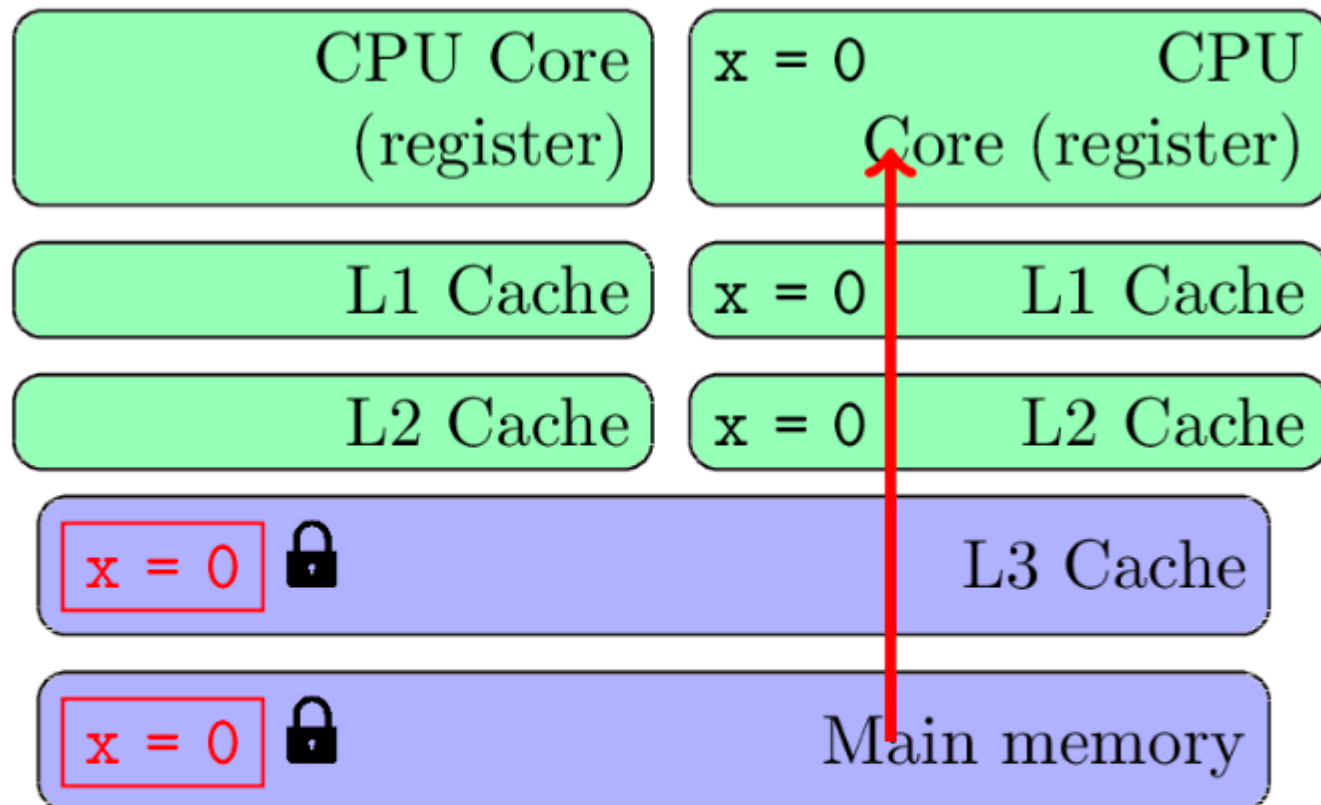 CPU Core
(register)
x = 0 CPU
Core (register)
L1 Cache
x = 0 L1 Cache
L2 Cache
x = 0 L2 Cache
x = 0 L3 Cache
x = 0 Main memory